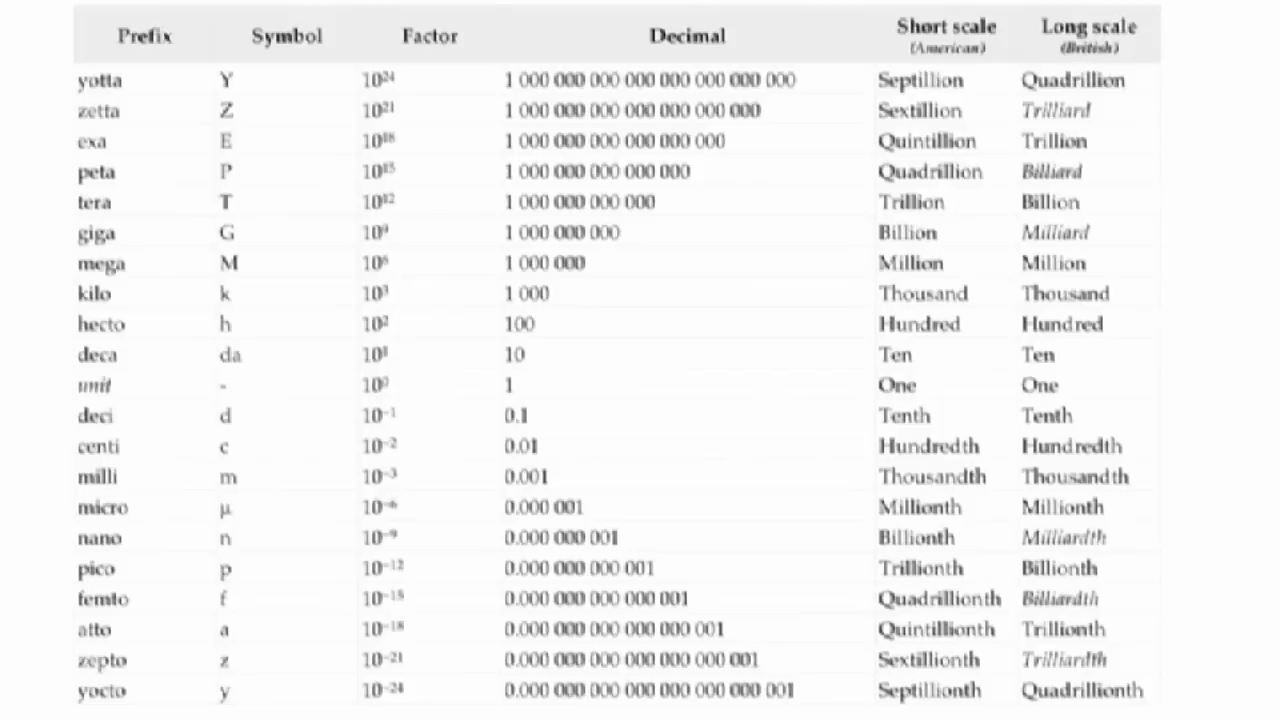 Prefix Symbol Factor Decimal Short scale (American) Long scale (British)
yotta Y 10²⁴ 1 000 000 000 000 000 000 000 000 Septillion Quadrillion
zetta Z 10²¹ 1 000 000 000 000 000 000 000 Sextillion Trilliard
exa E 10¹⁸ 1 000 000 000 000 000 000 Quintillion Trillion
peta P 10¹⁵ 1 000 000 000 000 000 Quadrillion Billiard
tera T 10¹² 1 000 000 000 000 Trillion Billion
giga G 10⁹ 1 000 000 000 Billion Milliard
mega M 10⁶ 1 000 000 Million Million
kilo k 10³ 1 000 Thousand Thousand
hecto h 10² 100 Hundred Hundred
deca da 10¹ 10 Ten Ten
unit - 10⁰ 1 One One
deci d 10⁻¹ 0.1 Tenth Tenth
centi c 10⁻² 0.01 Hundredth Hundredth
milli m 10⁻³ 0.001 Thousandth Thousandth
micro µ 10⁻⁶ 0.000 001 Millionth Millionth
nano n 10⁻⁹ 0.000 000 001 Billionth Milliardth
pico p 10⁻¹² 0.000 000 000 001 Trillionth Billionth
femto f 10⁻¹⁵ 0.000 000 000 000 001 Quadrillionth Billiardth
atto a 10⁻¹⁸ 0.000 000 000 000 000 001 Quintillionth Trillionth
zepto z 10⁻²¹ 0.000 000 000 000 000 000 001 Sextillionth Trilliardth
yocto y 10⁻²⁴ 0.000 000 000 000 000 000 000 001 Septillionth Quadrillionth